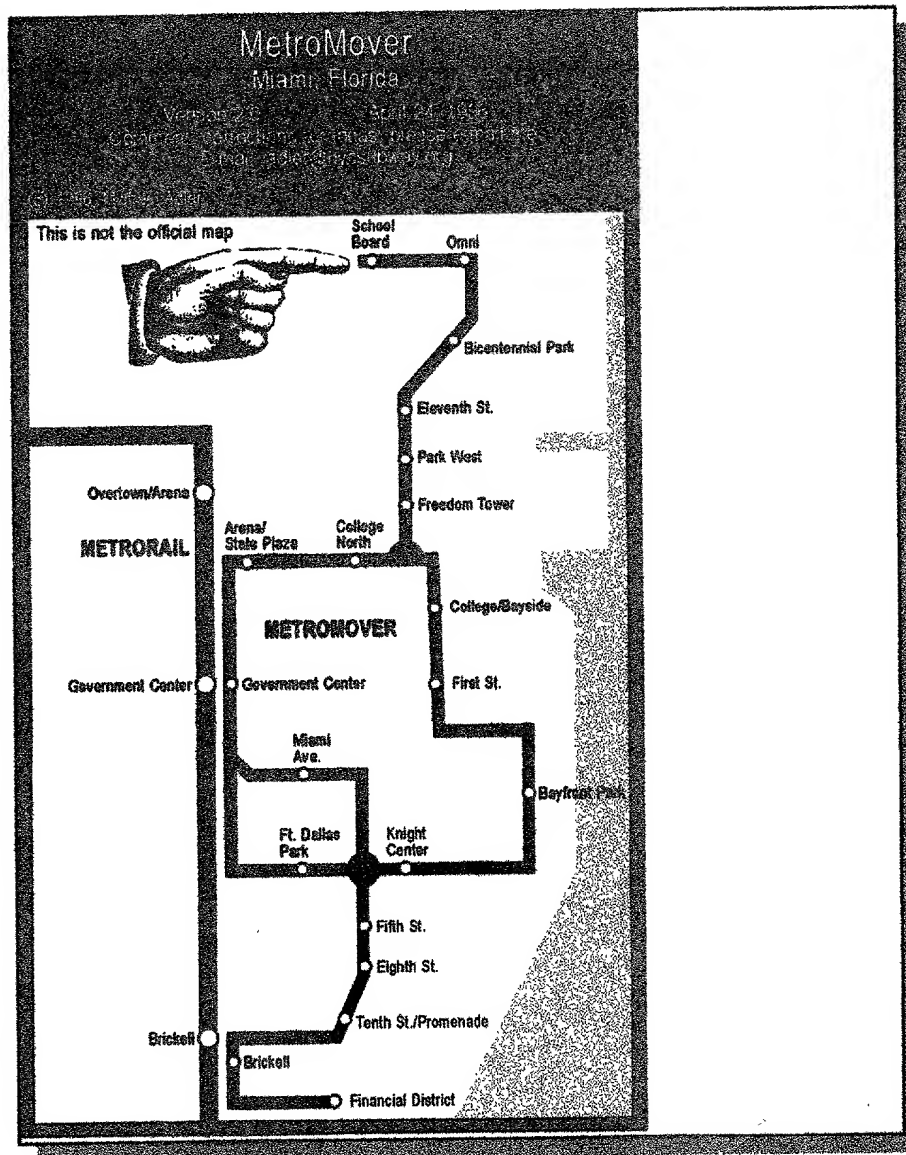 MetroMover
Miami, Florida
Version
April 24,
This is not the official map
School
Board
Omni
Bicentennial Park
Eleventh St.
Park West
Freedom Tower
Overtown/Arena
METRORAIL
Arena/
State Plaza
College
North
College/Bayside
METROMOVER
Government Center
Government Center
First St.
Miami
Ave.
Bayfront Park
Ft. Dallas
Park
Knight
Center
Fifth St.
Eighth St.
Tenth St./Promenade
Brickell
Brickell
Financial District